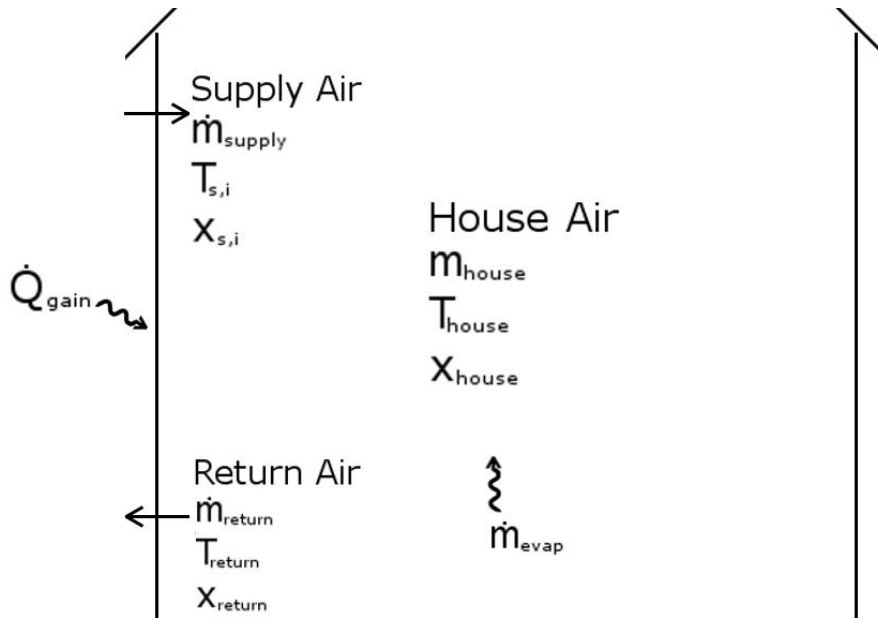 Supply Air
ṁsupply
Ts,i
xs,i
House Air
mhouse
Thouse
xhouse
Q̇gain
Return Air
ṁreturn
Treturn
xreturn
ṁevap